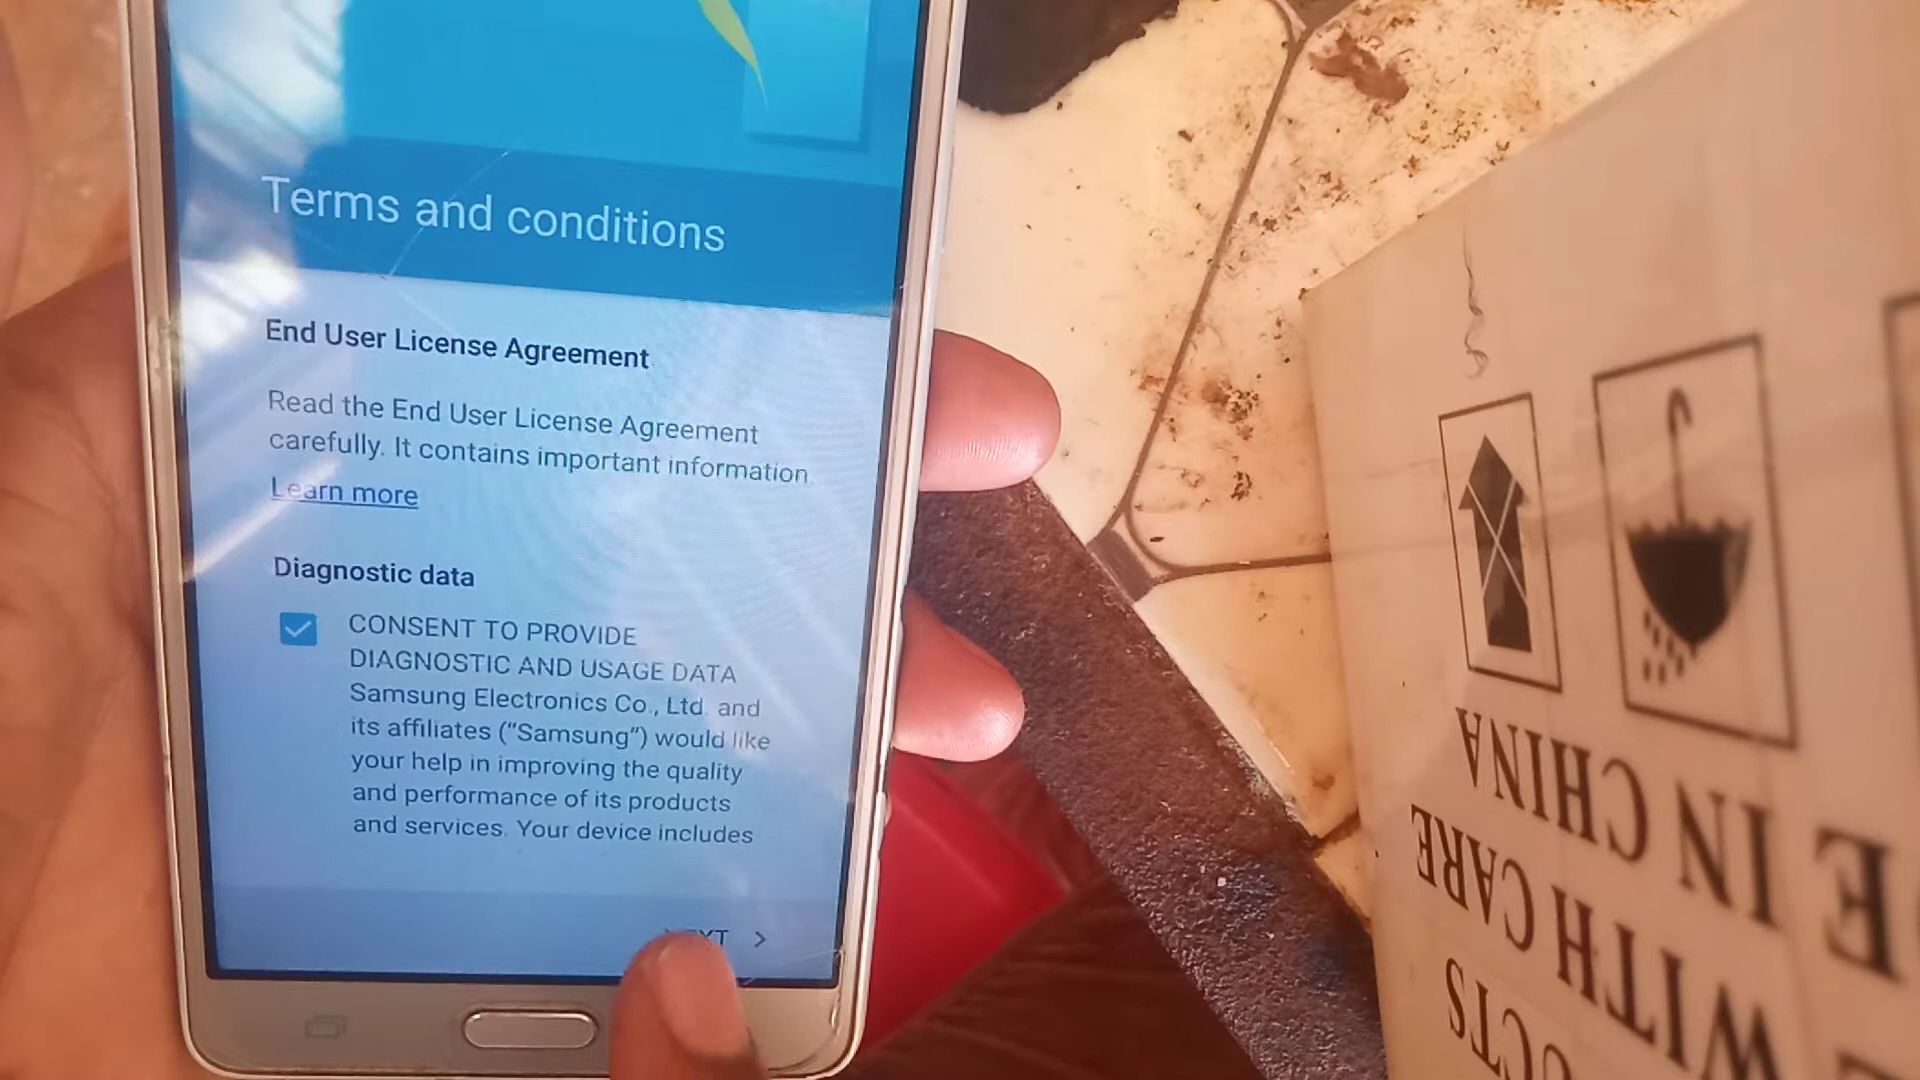 Terms and conditions
End User License Agreement
Read the End User License Agreement
carefully. It contains important information.
Learn more
Diagnostic data
CONSENT TO PROVIDE
DIAGNOSTIC AND USAGE DATA
Samsung Electronics Co., Ltd. and
its affiliates (“Samsung”) would like
your help in improving the quality
and performance of its products
and services. Your device includes
NEXT >
E IN CHINA
WITH CARE